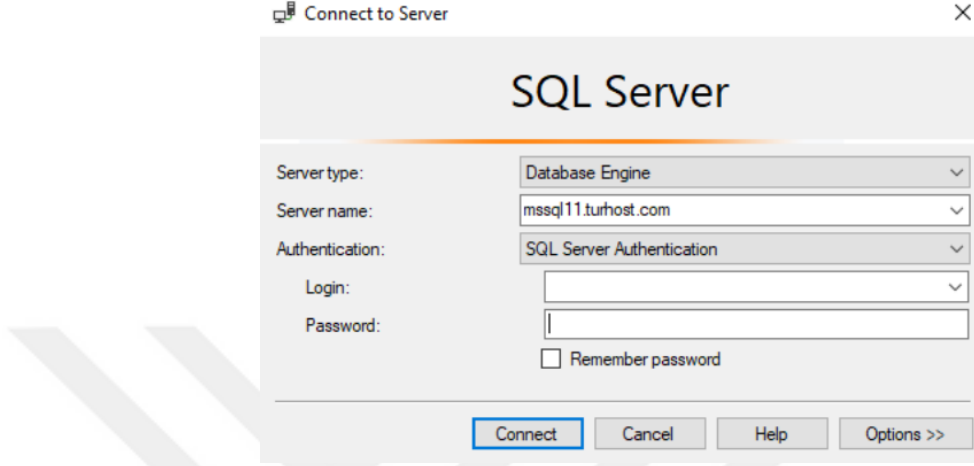 Connect to Server
SQL Server
Server type: Database Engine
Server name: mssql11.turhost.com
Authentication: SQL Server Authentication
Login:
Password:
Remember password
Connect Cancel Help Options >>